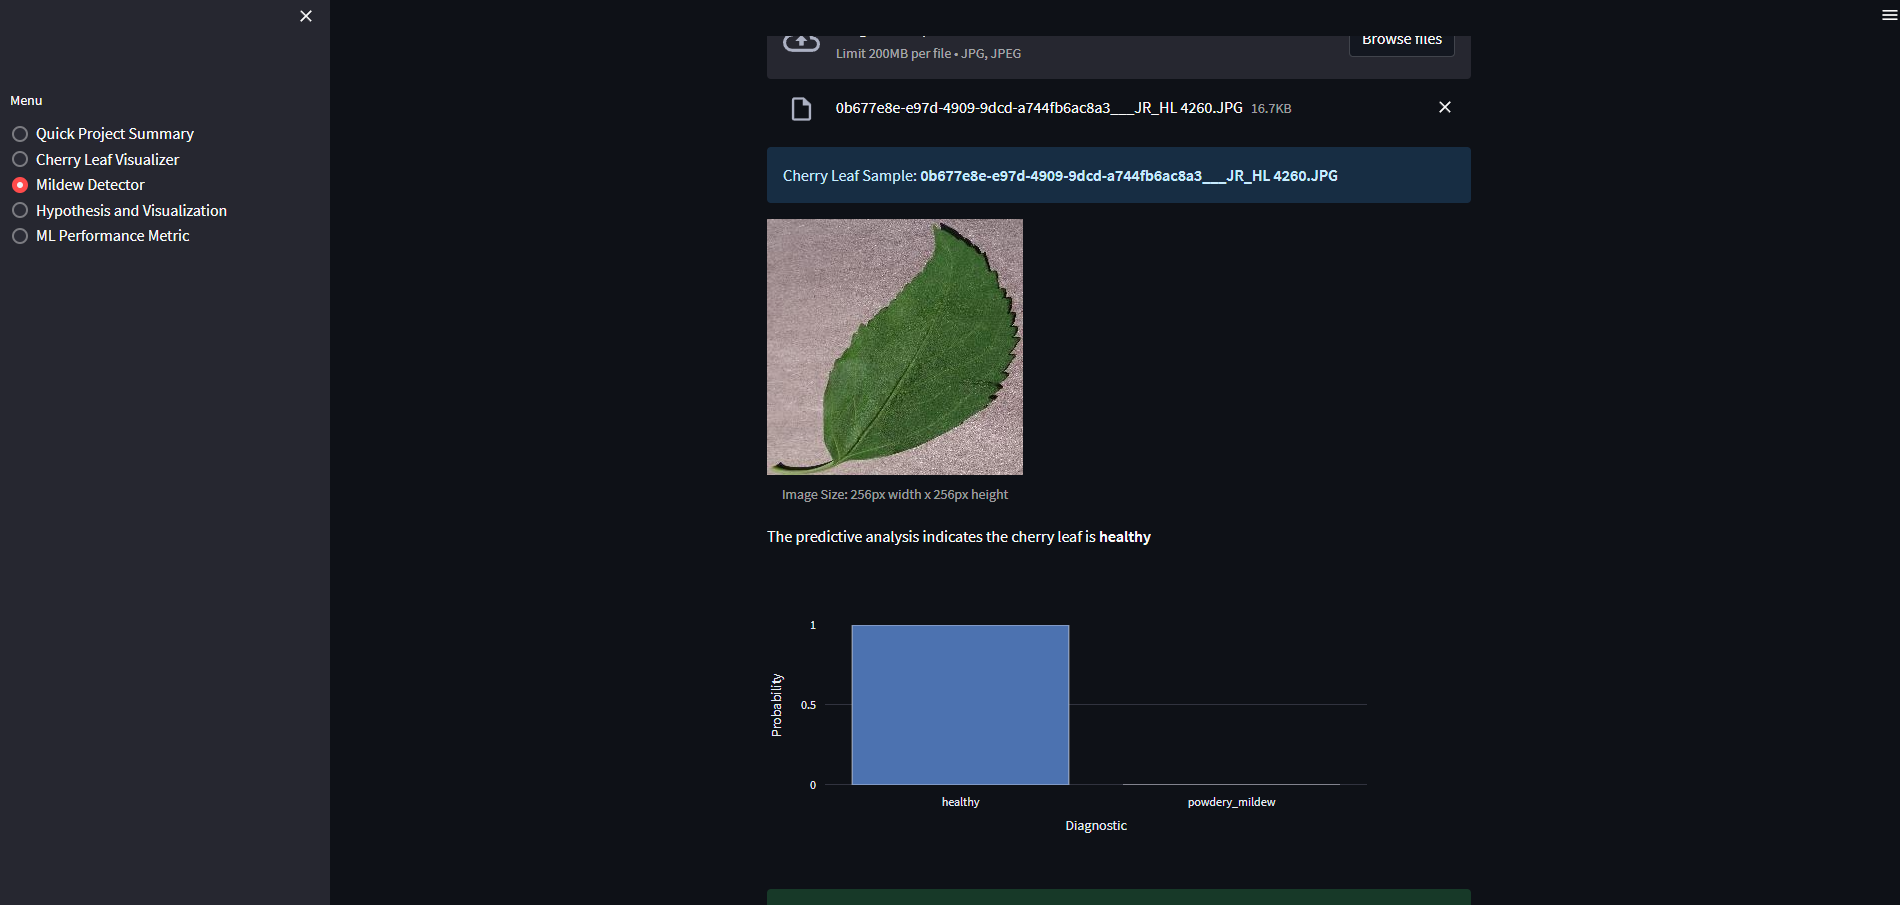 Menu
Quick Project Summary
Cherry Leaf Visualizer
Mildew Detector
Hypothesis and Visualization
ML Performance Metric
Limit 200MB per file • JPG, JPEG
Browse files
0b677e8e-e97d-4909-9dcd-a744fb6ac8a3___JR_HL 4260.JPG 16.7KB
Cherry Leaf Sample: 0b677e8e-e97d-4909-9dcd-a744fb6ac8a3___JR_HL 4260.JPG
Image Size: 256px width x 256px height
The predictive analysis indicates the cherry leaf is healthy
1
0.5
0
Probability
healthy
powdery_mildew
Diagnostic